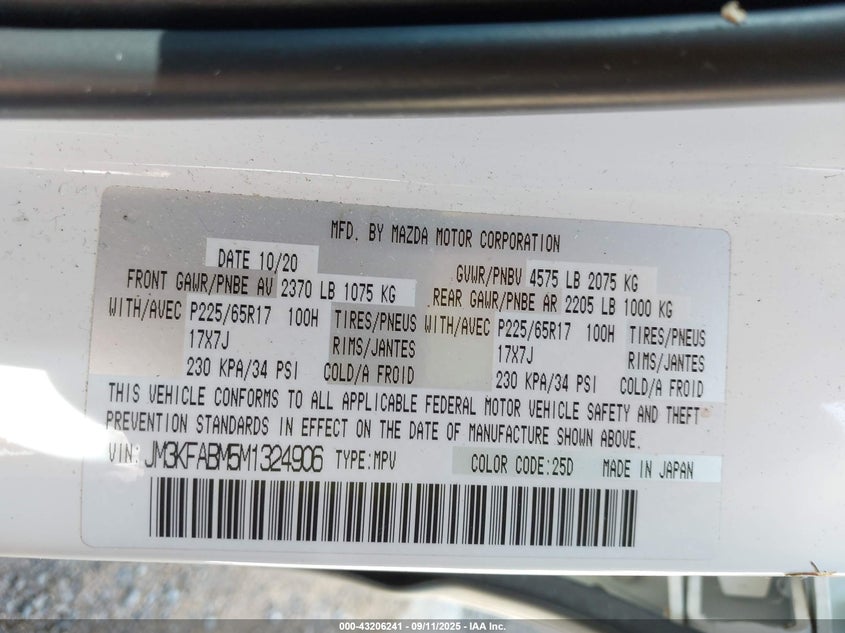 MFD. BY MAZDA MOTOR CORPORATION
DATE 10/20 GVWR/PNBV 4575 LB 2075 KG
FRONT GAWR/PNBE AV 2370 LB 1075 KG REAR GAWR/PNBE AR 2205 LB 1000 KG
WITH/AVEC P225/65R17 100H TIRES/PNEUS WITH/AVEC P225/65R17 100H TIRES/PNEUS
17X7J RIMS/JANTES 17X7J RIMS/JANTES
230 KPA/34 PSI COLD/A FROID 230 KPA/34 PSI COLD/A FROID
THIS VEHICLE CONFORMS TO ALL APPLICABLE FEDERAL MOTOR VEHICLE SAFETY AND THEFT
PREVENTION STANDARDS IN EFFECT ON THE DATE OF MANUFACTURE SHOWN ABOVE.
VIN: JM3KFABM5M1324906 TYPE:MPV COLOR CODE:25D MADE IN JAPAN
000-43206241 - 09/11/2025 - IAA Inc.